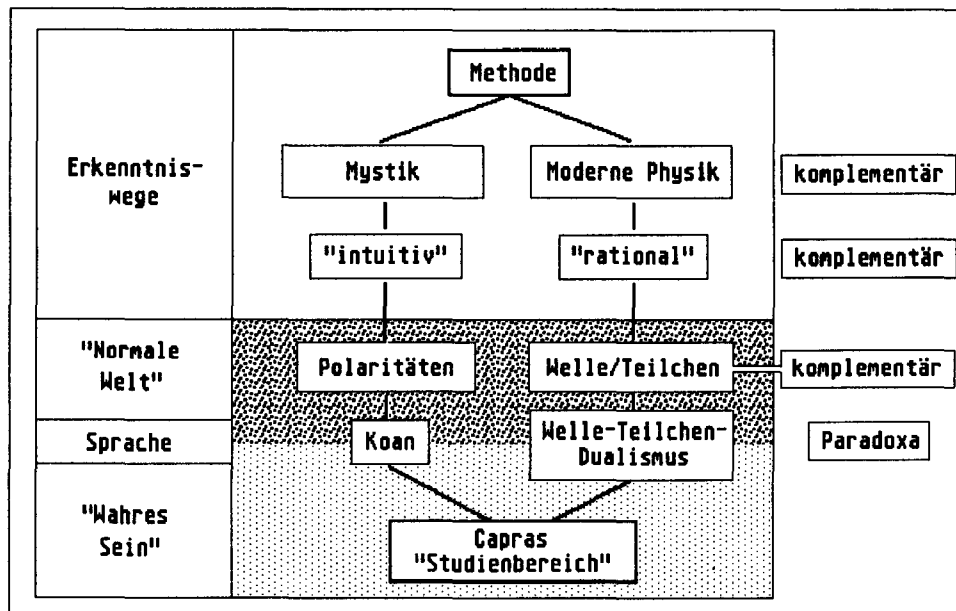 Methode
Erkenntnis-
wege
Mystik
Moderne Physik
komplementär
"intuitiv"
"rational"
komplementär
"Normale
Welt"
Polaritäten
Welle/Teilchen
komplementär
Sprache
Koan
Welle-Teilchen-
Dualismus
Paradoxa
"Wahres
Sein"
Capras
"Studienbereich"